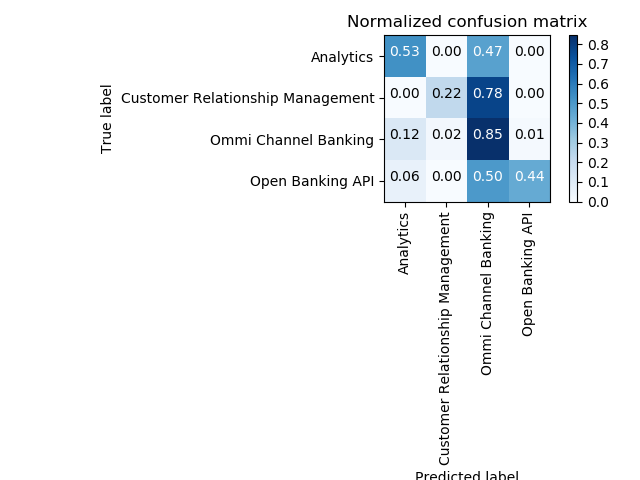 Normalized confusion matrix
True label
Analytics 0.53 0.00 0.47 0.00
Customer Relationship Management 0.00 0.22 0.78 0.00
Ommi Channel Banking 0.12 0.02 0.85 0.01
Open Banking API 0.06 0.00 0.50 0.44
0.8
0.7
0.6
0.5
0.4
0.3
0.2
0.1
0.0
Analytics
Customer Relationship Management
Ommi Channel Banking
Open Banking API
Predicted label